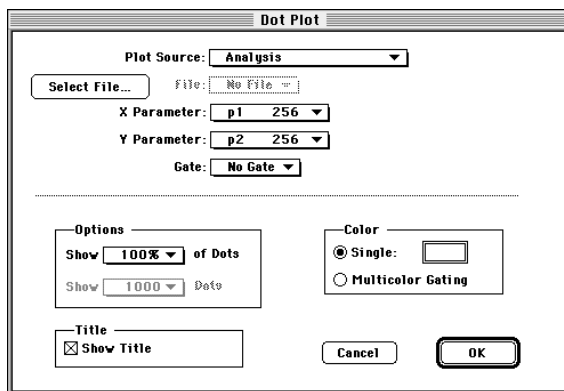 Dot Plot
Plot Source: Analysis
Select File... File: No File
X Parameter: p1 256
Y Parameter: p2 256
Gate: No Gate
Options
Show 100% of Dots
Show 1000 Dots
Color
Single:
Multicolor Gating
Title
Show Title
Cancel OK